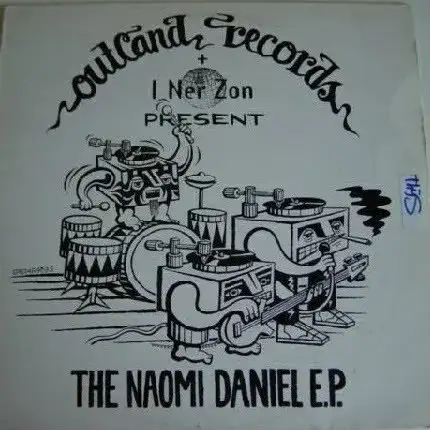 outland records
+
I Ner Zon
PRESENT
THE NAOMI DANIEL E.P.